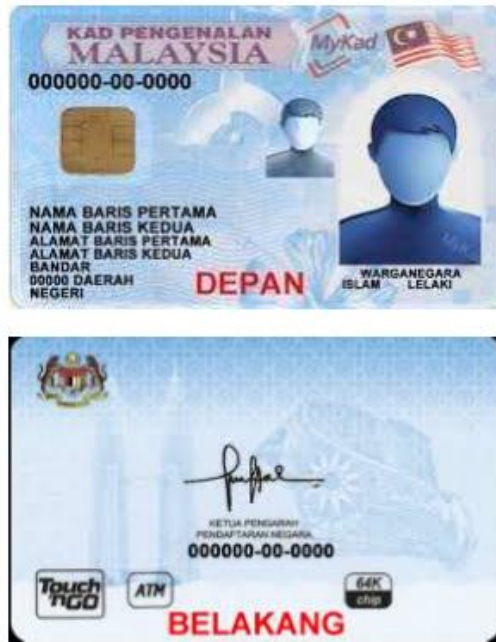 KAD PENGENALAN
MALAYSIA
MyKad
000000-00-0000
NAMA BARIS PERTAMA
NAMA BARIS KEDUA
ALAMAT BARIS PERTAMA
ALAMAT BARIS KEDUA
BANDAR
00000 DAERAH
NEGERI
DEPAN
WARGANEGARA
ISLAM LELAKI
KETUA PENGARAH
PENDAFTARAN NEGARA
000000-00-0000
Touch
'nGO
ATM
64K
chip
BELAKANG